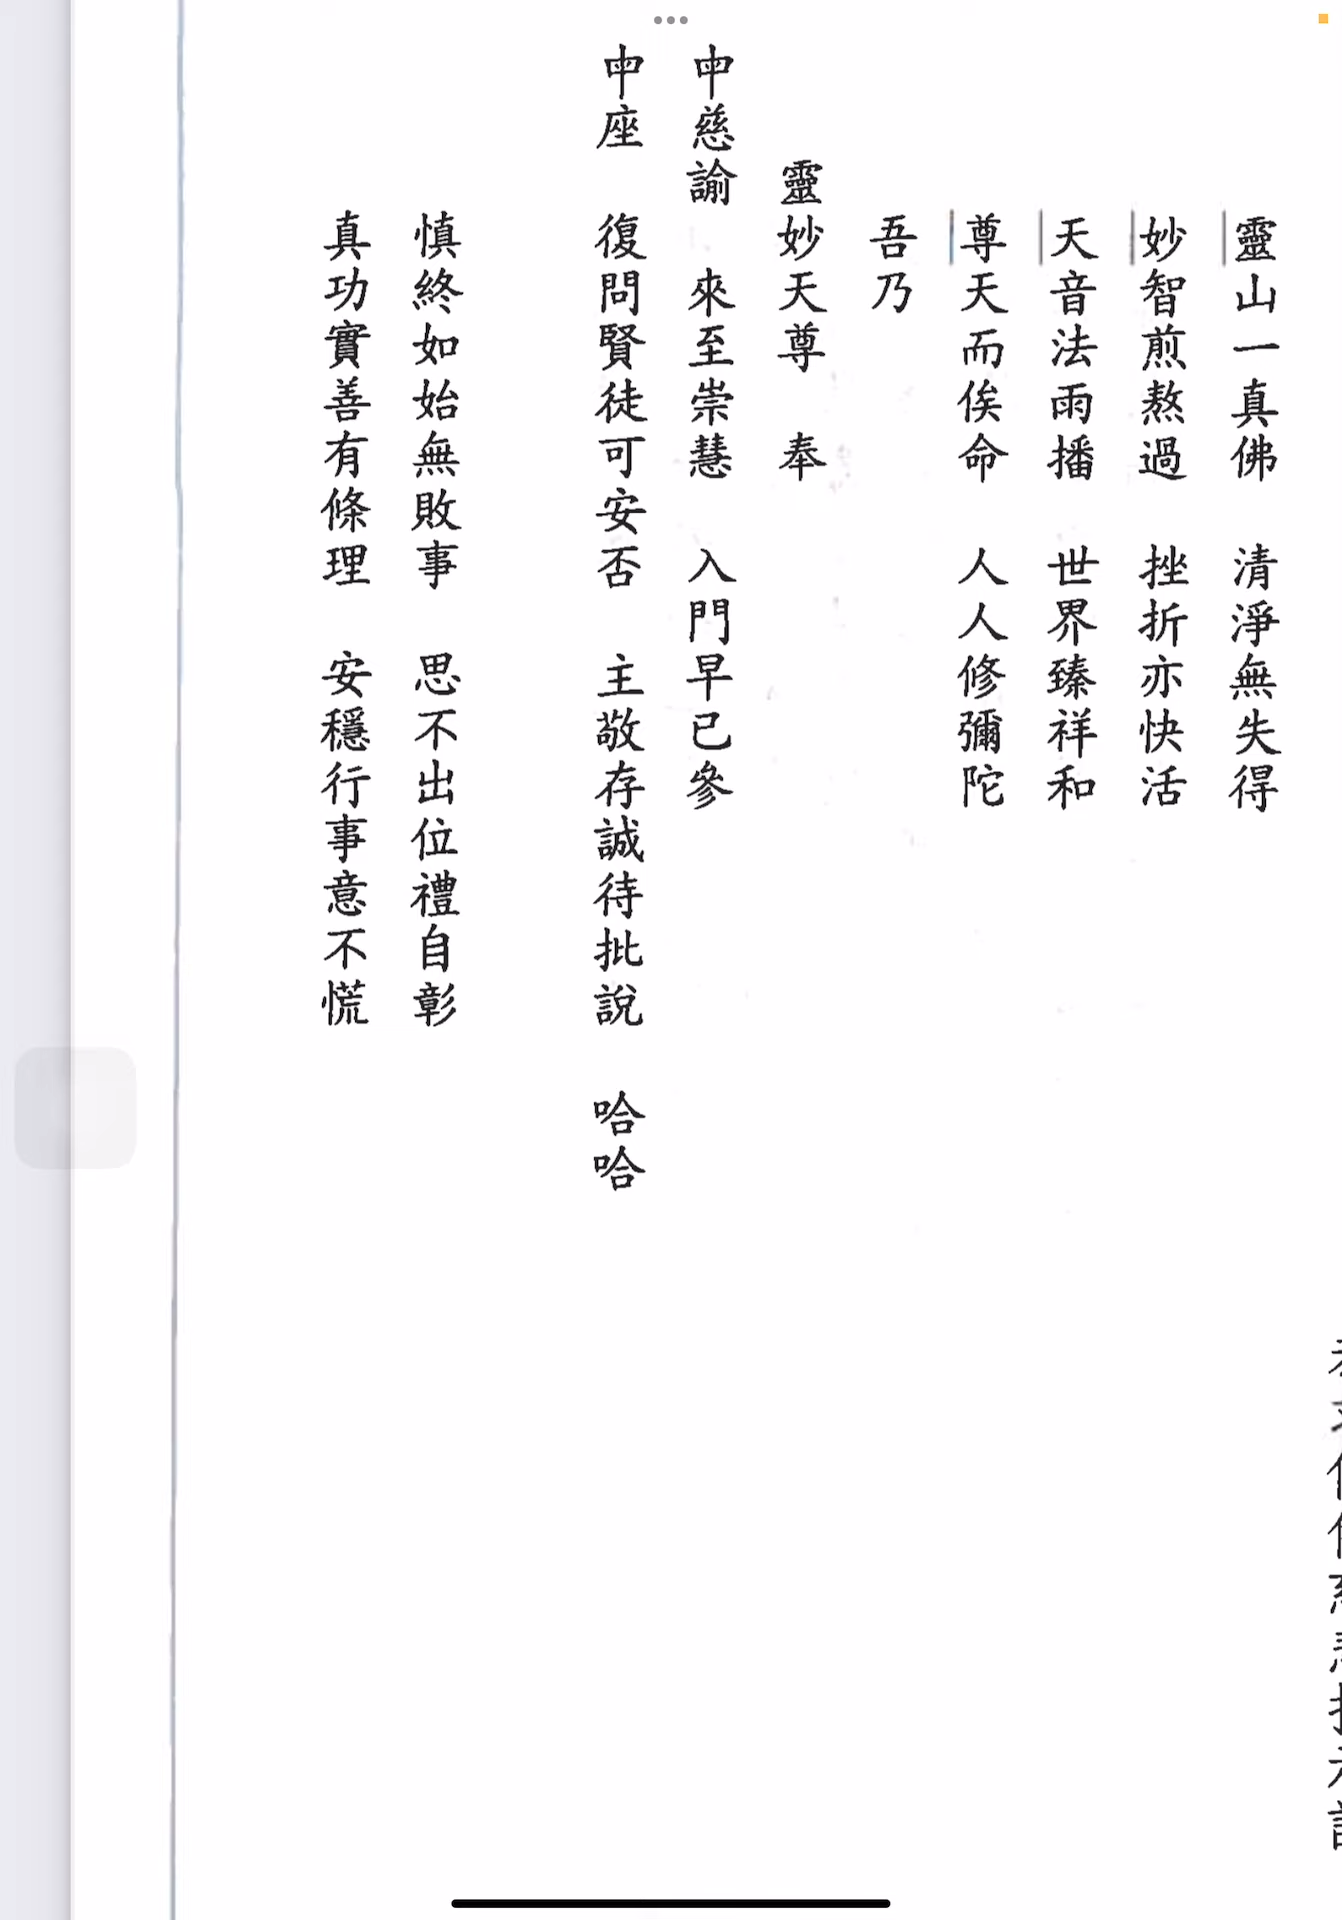 靈山一真佛　清淨無失得
妙智煎熬過　挫折亦快活
天音法雨播　世界臻祥和
尊天而俟命　人人修彌陀
吾乃
靈妙天尊　奉
慈諭　來至崇慧　入門早已參
座　復問賢徒可安否　主敬存誠待批說　哈哈
慎終如始無敗事　思不出位禮自彰
真功實善有條理　安穩行事意不慌